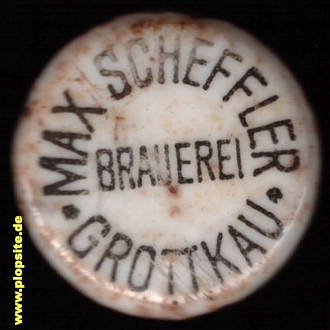 MAX SCHEFFLER
BRAUEREI
GROTTKAU
www.plopsite.de